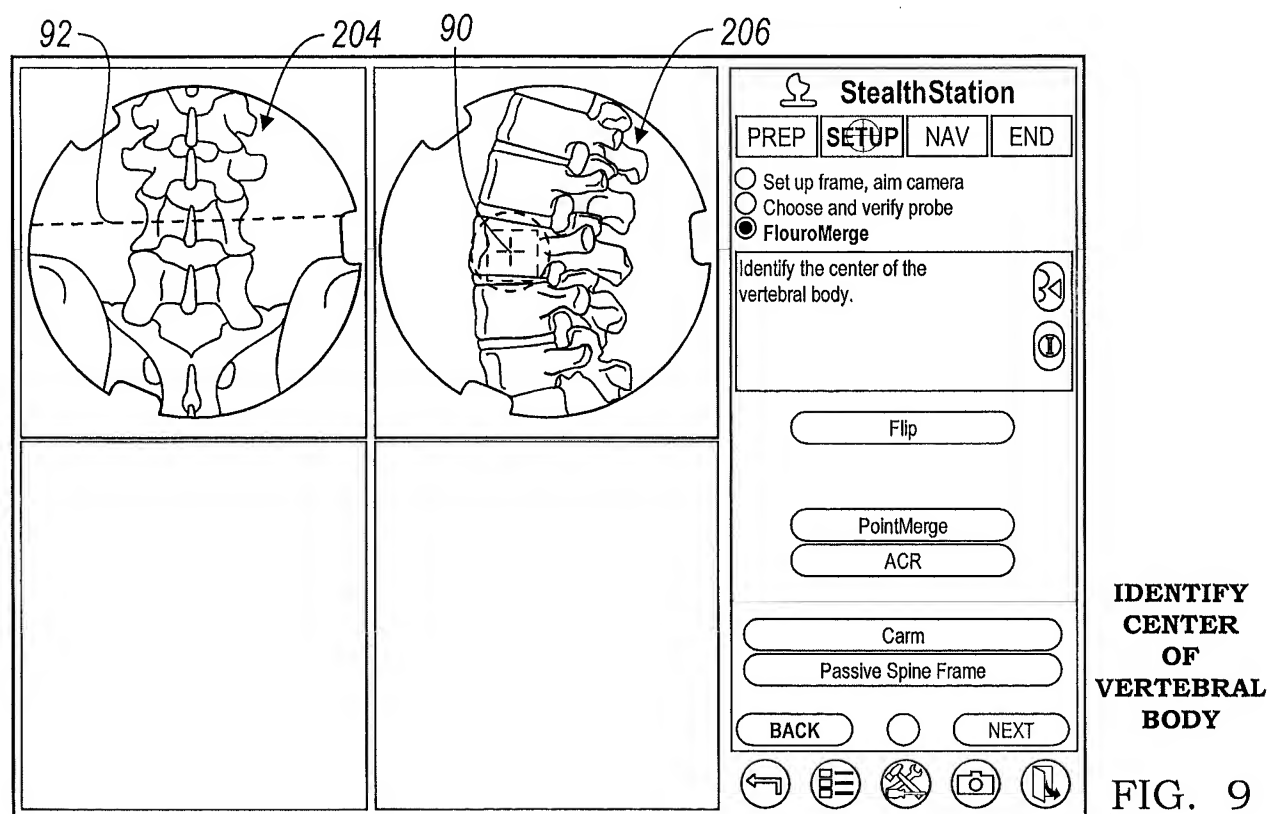 92
204
90
206
StealthStation
PREP SETUP NAV END
Set up frame, aim camera
Choose and verify probe
FlouroMerge
Identify the center of the
vertebral body.
Flip
PointMerge
ACR
Carm
Passive Spine Frame
BACK NEXT
IDENTIFY
CENTER
OF
VERTEBRAL
BODY
FIG. 9